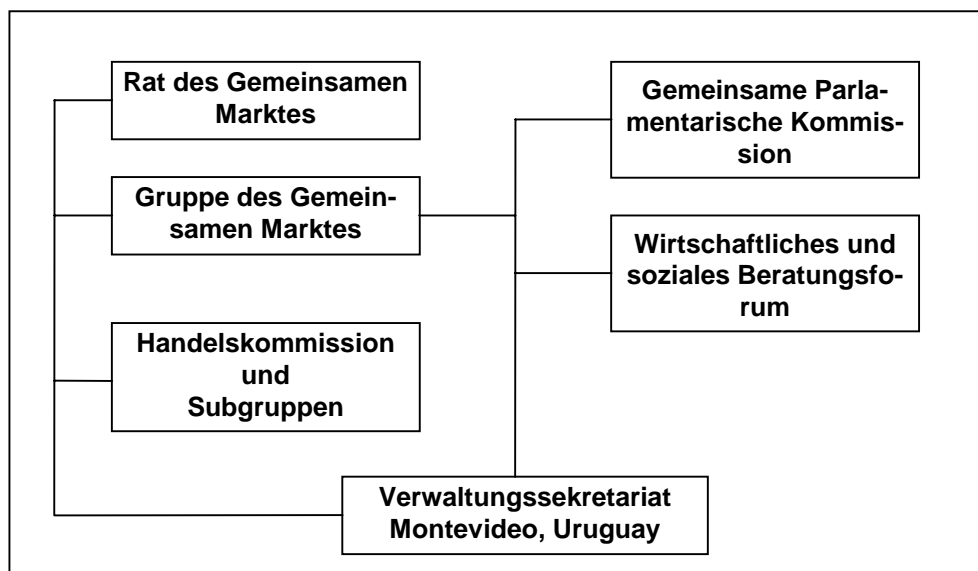 Rat des Gemeinsamen
Marktes
Gruppe des Gemein-
samen Marktes
Handelskommission
und
Subgruppen
Gemeinsame Parla-
mentarische Kommis-
sion
Wirtschaftliches und
soziales Beratungsfo-
rum
Verwaltungssekretariat
Montevideo, Uruguay